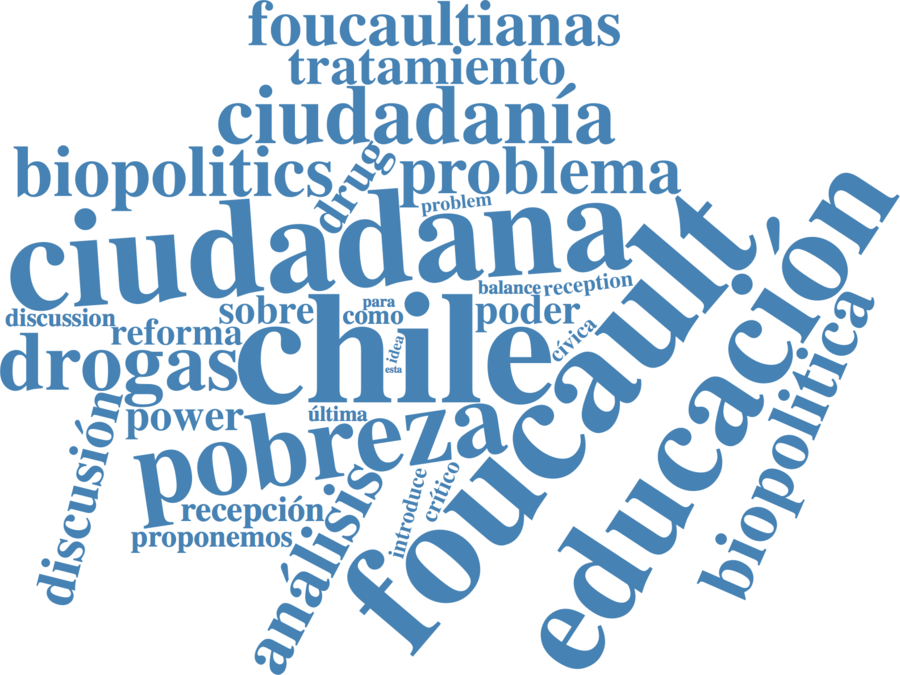 foucaultianas
tratamiento
ciudadanía
biopolitics
drug
problema
problem
ciudadana
foucault
educación
balance
reception
para
discussion
sobre
como
poder
reforma
chile
cívica
idea
esta
drogas
biopolítica
power
última
pobreza
discusión
análisis
introduce
crítico
recepción
proponemos